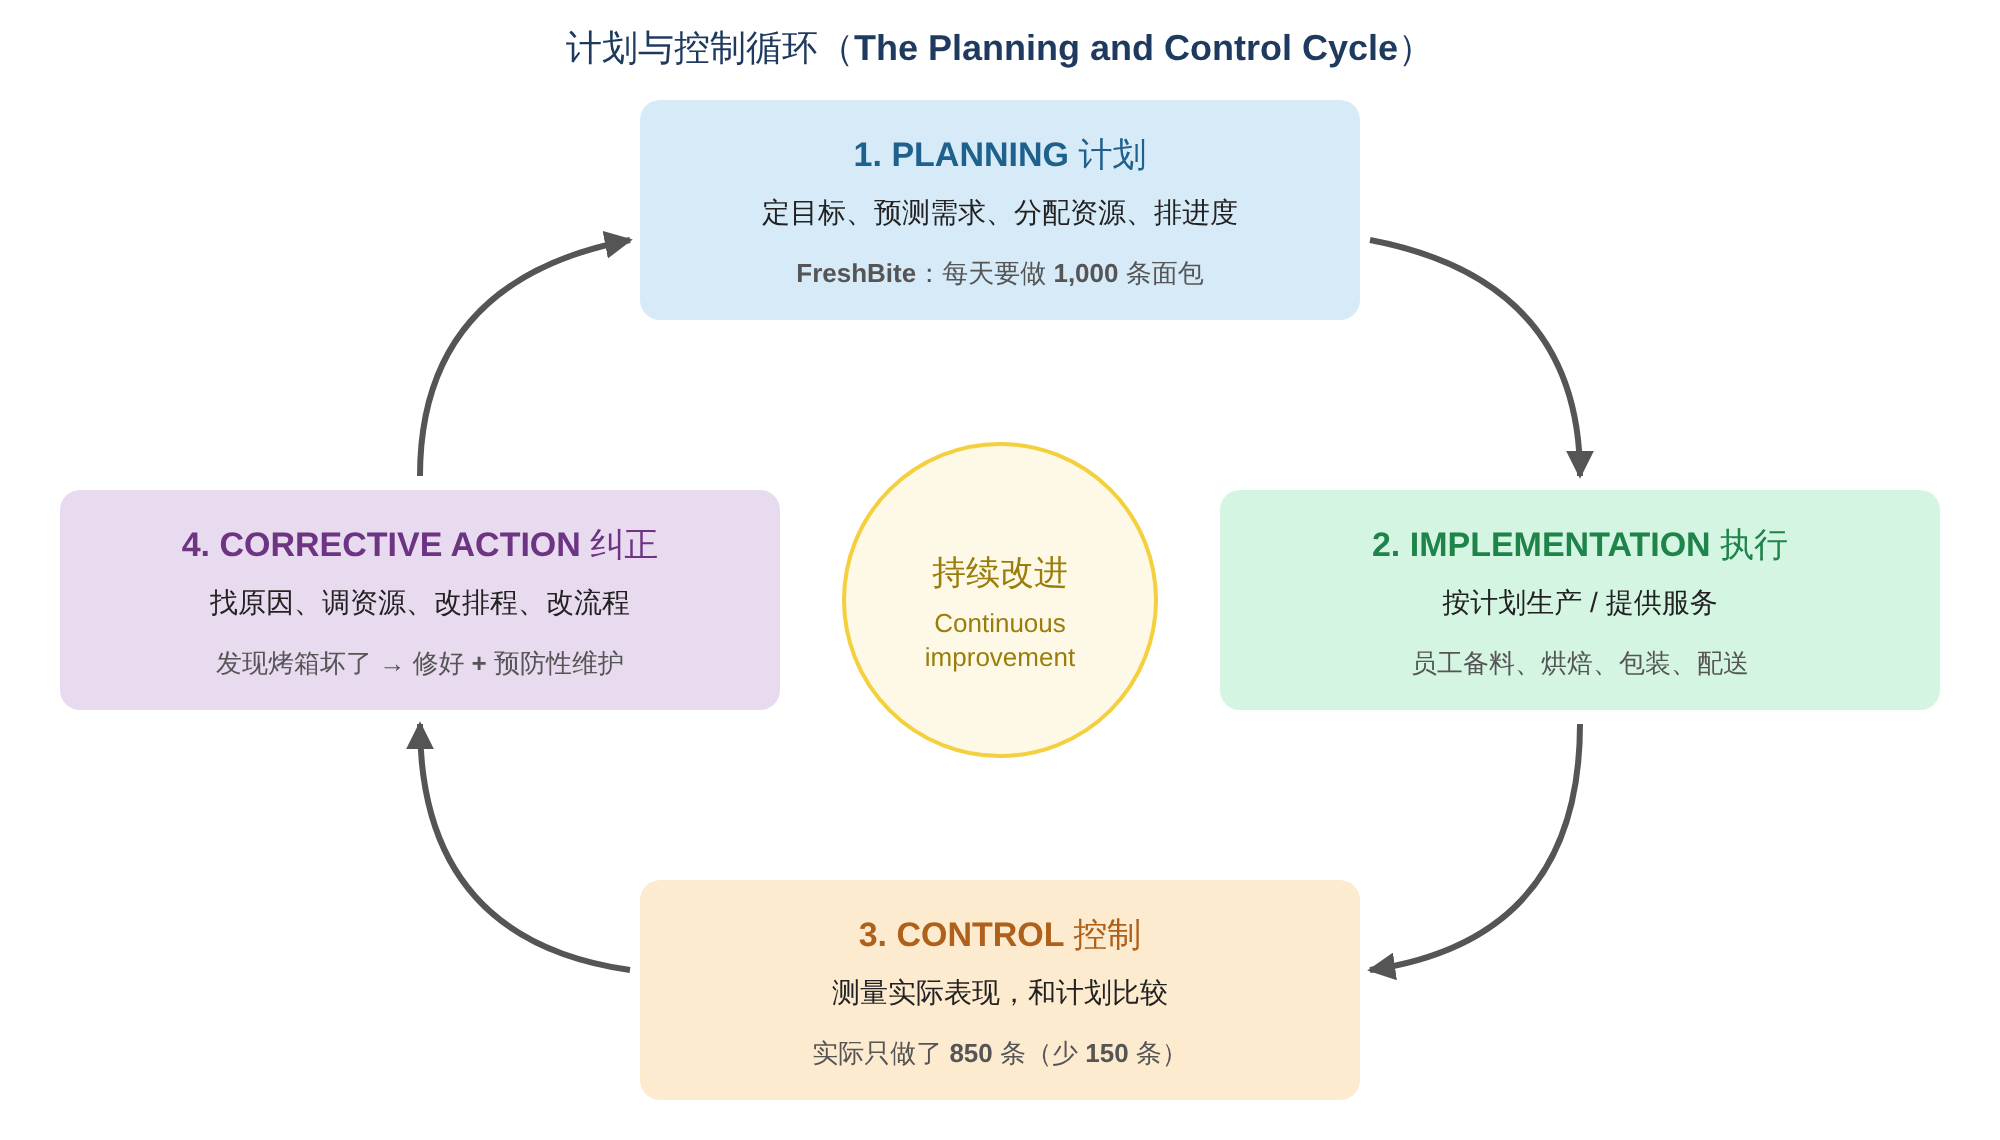 计划与控制循环（The Planning and Control Cycle）
1. PLANNING 计划
定目标、预测需求、分配资源、排进度
FreshBite：每天要做 1,000 条面包
2. IMPLEMENTATION 执行
按计划生产 / 提供服务
员工备料、烘焙、包装、配送
3. CONTROL 控制
测量实际表现，和计划比较
实际只做了 850 条（少 150 条）
4. CORRECTIVE ACTION 纠正
找原因、调资源、改排程、改流程
发现烤箱坏了 → 修好 + 预防性维护
持续改进
Continuous
improvement